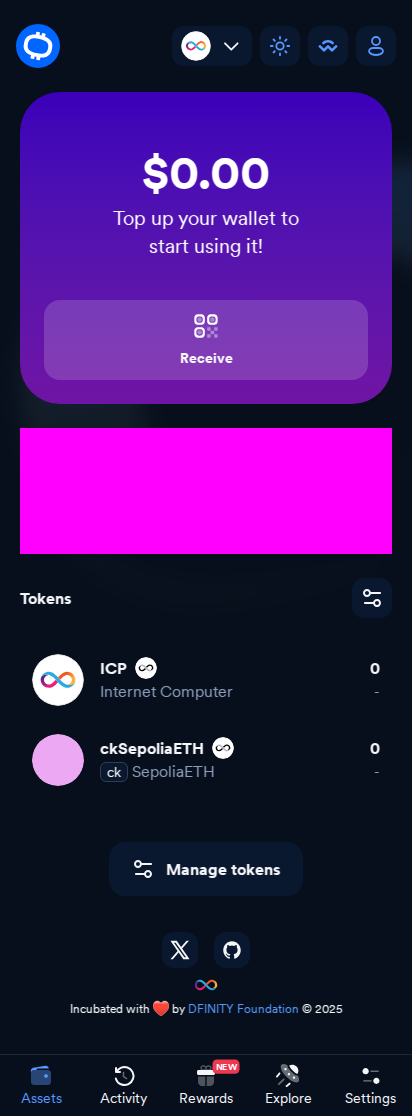 $0.00
Top up your wallet to
start using it!
Receive
Tokens
ICP
0
Internet Computer
-
ckSepoliaETH
0
ck SepoliaETH
-
Manage tokens
Incubated with ❤️ by DFINITY Foundation © 2025
NEW
Assets
Activity
Rewards
Explore
Settings